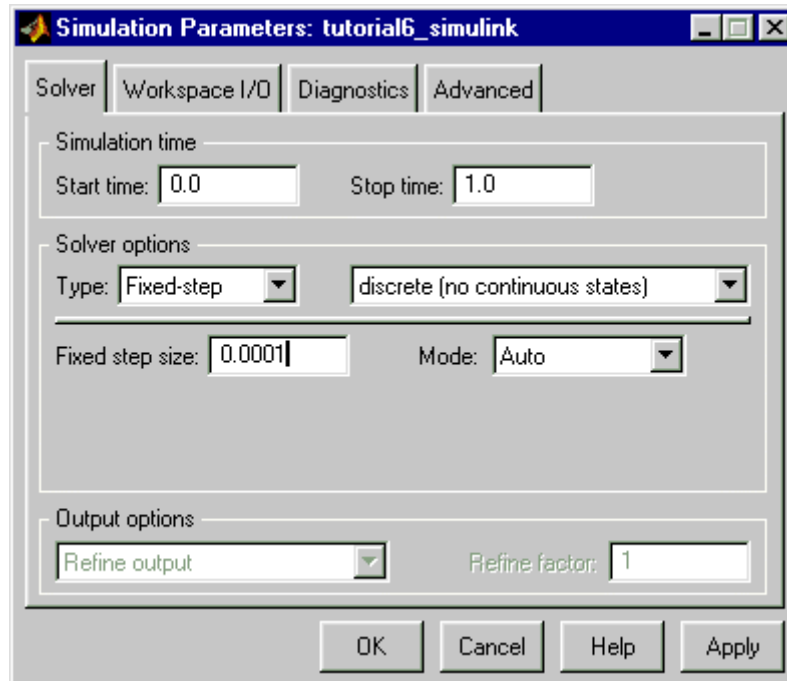 Simulation Parameters: tutorial6_simulink
Solver Workspace I/O Diagnostics Advanced
Simulation time
Start time: 0.0 Stop time: 1.0
Solver options
Type: Fixed-step discrete (no continuous states)
Fixed step size: 0.0001 Mode: Auto
Output options
Refine output Refine factor: 1
OK Cancel Help Apply